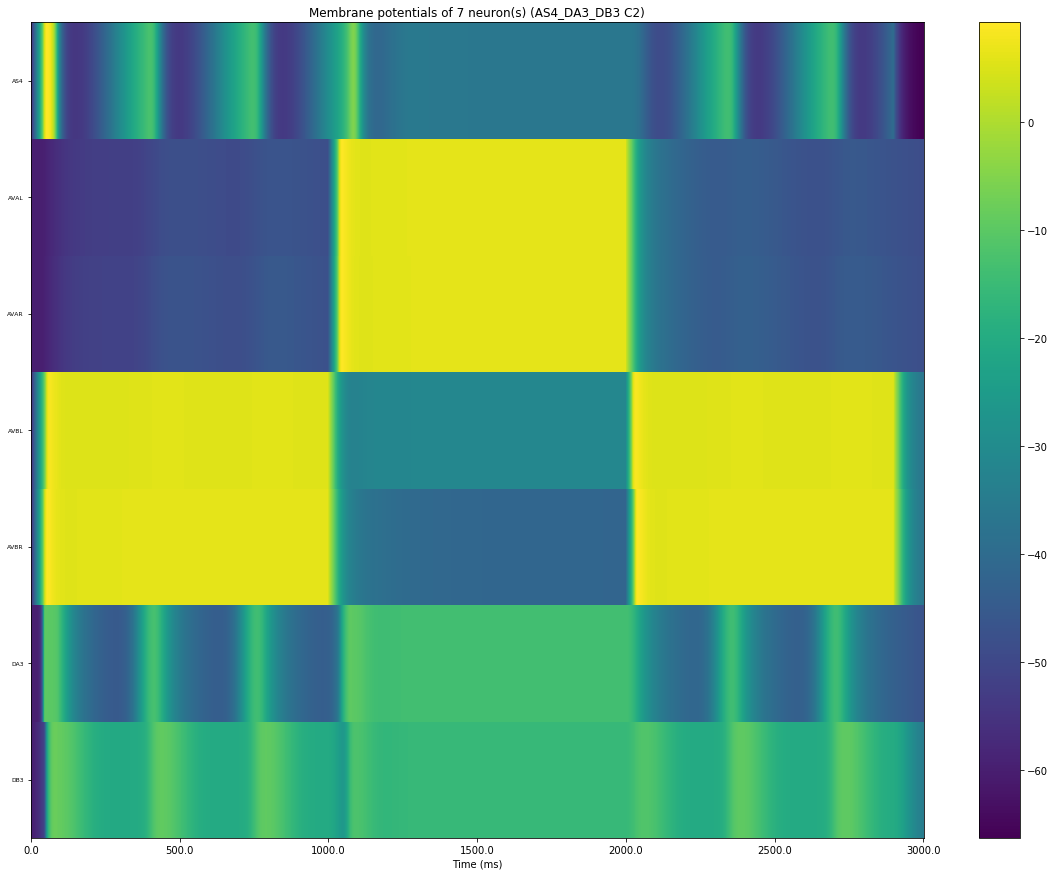 Membrane potentials of 7 neuron(s) (AS4_DA3_DB3 C2)
AS4
AVAL
AVAR
AVBL
AVBR
DA3
DB3
0.0 500.0 1000.0 1500.0 2000.0 2500.0 3000.0
Time (ms)
0
−10
−20
−30
−40
−50
−60